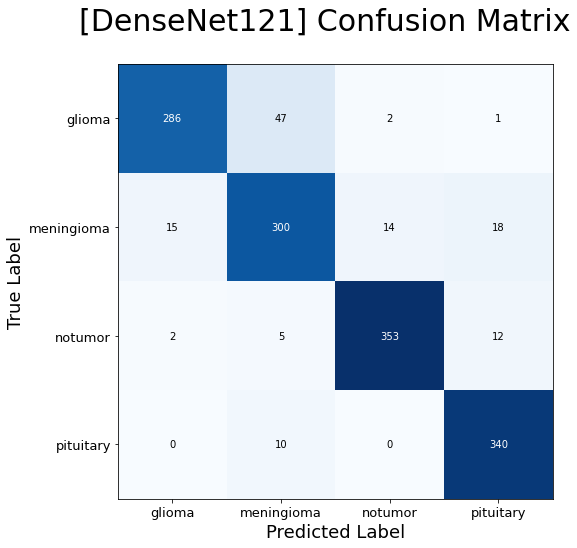 [DenseNet121] Confusion Matrix
True Label
glioma 286 47 2 1
meningioma 15 300 14 18
notumor 2 5 353 12
pituitary 0 10 0 340
glioma meningioma notumor pituitary
Predicted Label